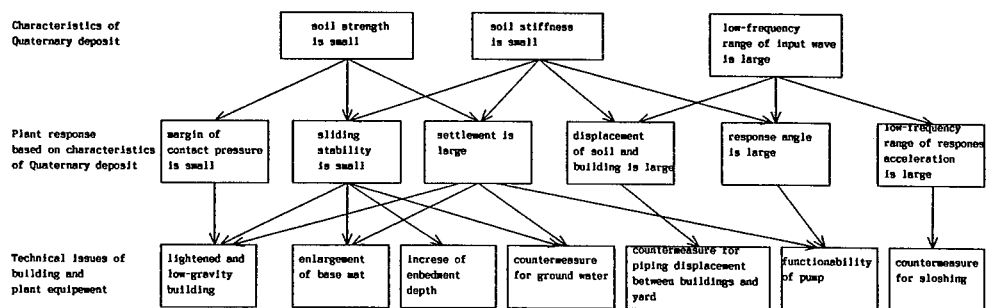 Characteristics of
Quaternary deposit
soil strength
is small
soil stiffness
is small
low-frequency
range of input wave
is large
Plant response
based on characteristics
of Quaternary deposit
margin of
contact pressure
is small
sliding
stability
is small
settlement is
large
displacement
of soil and
building is large
response angle
is large
low-frequency
range of respones
acceleration
is large
Technical issues of
building and
plant equipement
lightened and
low-gravity
building
enlargement
of base mat
increse of
enbedment
depth
countermeasure
for ground water
countermeasure for
piping displacement
between buildings and
yard
functionability
of pump
countermeasure
for sloshing